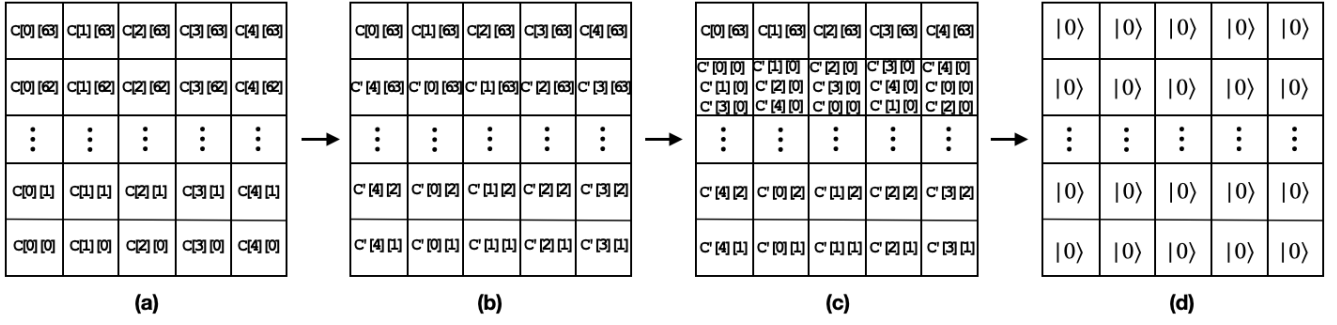 C[0][63] C[1][63] C[2][63] C[3][63] C[4][63]
C[0][62] C[1][62] C[2][62] C[3][62] C[4][62]
⋮ ⋮ ⋮ ⋮ ⋮
C[0][1] C[1][1] C[2][1] C[3][1] C[4][1]
C[0][0] C[1][0] C[2][0] C[3][0] C[4][0]
(a)
C[0][63] C[1][63] C[2][63] C[3][63] C[4][63]
C'[4][63] C'[0][63] C'[1][63] C'[2][63] C'[3][63]
⋮ ⋮ ⋮ ⋮ ⋮
C'[4][2] C'[0][2] C'[1][2] C'[2][2] C'[3][2]
C'[4][1] C'[0][1] C'[1][1] C'[2][1] C'[3][1]
(b)
C[0][63] C[1][63] C[2][63] C[3][63] C[4][63]
C'[0][0] C'[1][0] C'[2][0] C'[3][0] C'[4][0]
C'[1][0] C'[2][0] C'[3][0] C'[4][0] C'[0][0]
C'[3][0] C'[4][0] C'[0][0] C'[1][0] C'[2][0]
⋮ ⋮ ⋮ ⋮ ⋮
C'[4][2] C'[0][2] C'[1][2] C'[2][2] C'[3][2]
C'[4][1] C'[0][1] C'[1][1] C'[2][1] C'[3][1]
(c)
|0⟩ |0⟩ |0⟩ |0⟩ |0⟩
|0⟩ |0⟩ |0⟩ |0⟩ |0⟩
⋮ ⋮ ⋮ ⋮ ⋮
|0⟩ |0⟩ |0⟩ |0⟩ |0⟩
|0⟩ |0⟩ |0⟩ |0⟩ |0⟩
(d)